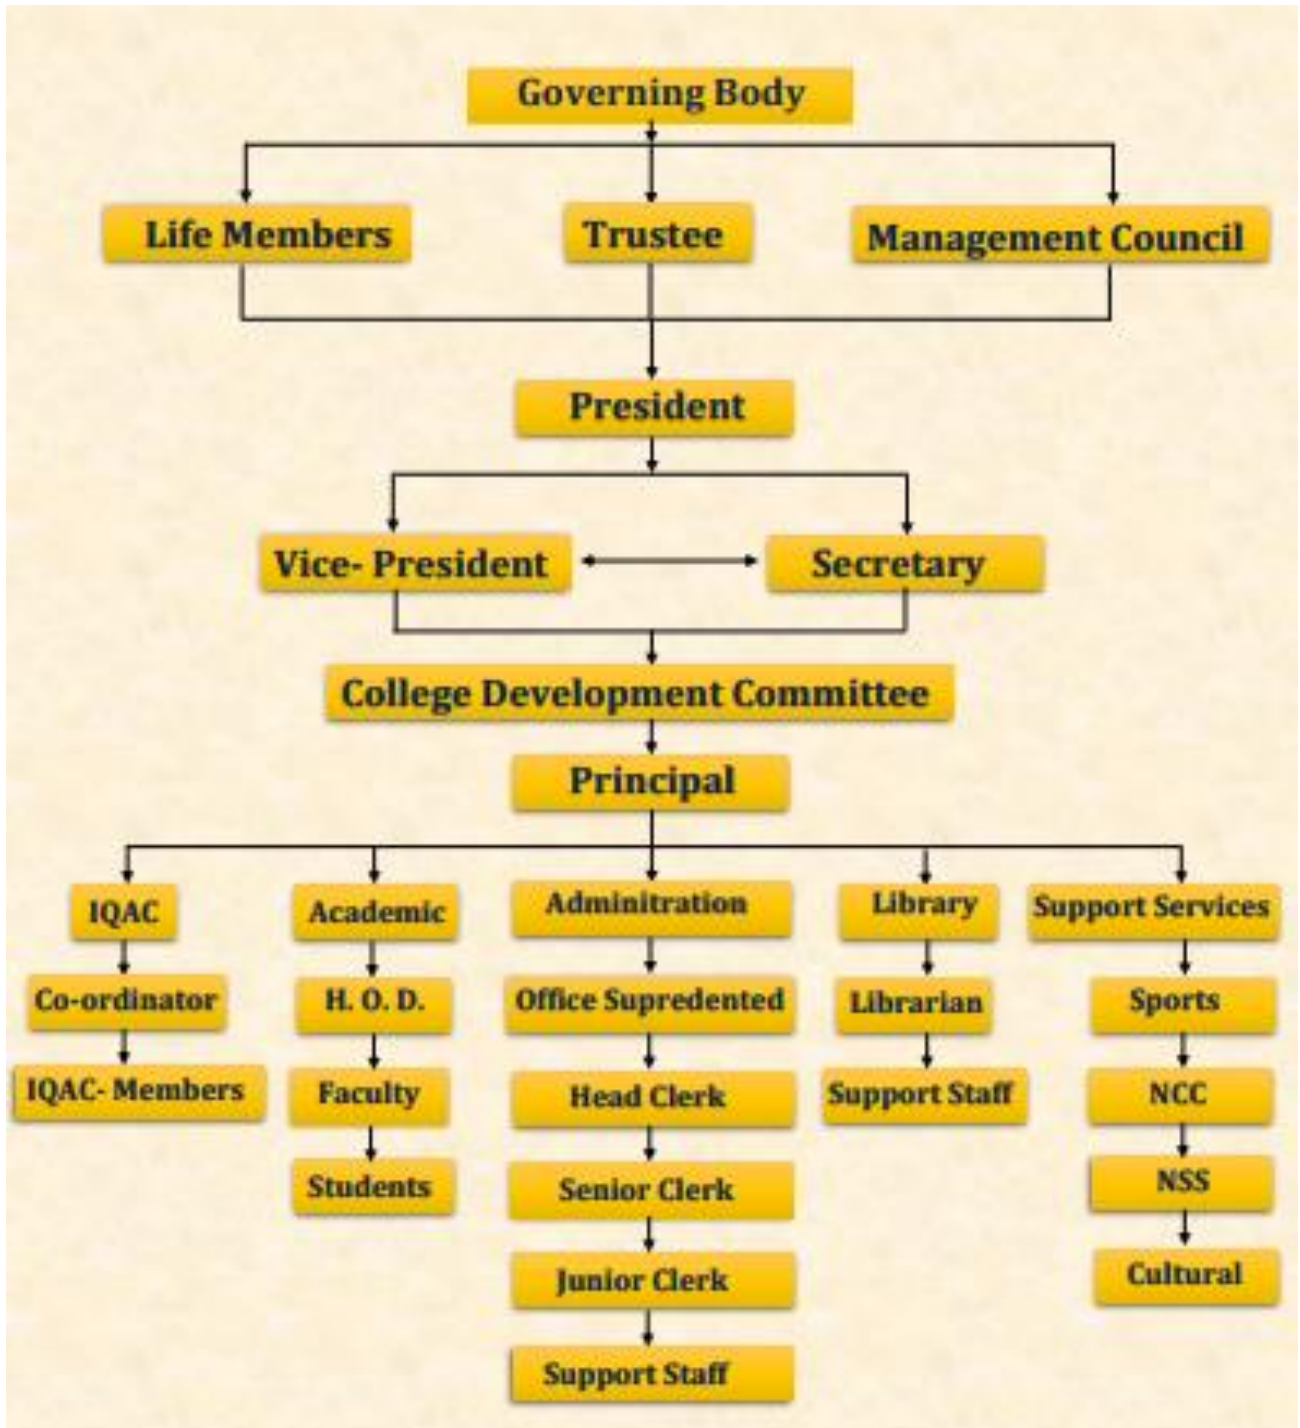 Governing Body
Life Members
Trustee
Management Council
President
Vice- President
Secretary
College Development Committee
Principal
IQAC
Academic
Adminitration
Library
Support Services
Co-ordinator
H. O. D.
Office Supredented
Librarian
Sports
IQAC- Members
Faculty
Head Clerk
Support Staff
NCC
Students
Senior Clerk
NSS
Junior Clerk
Cultural
Support Staff